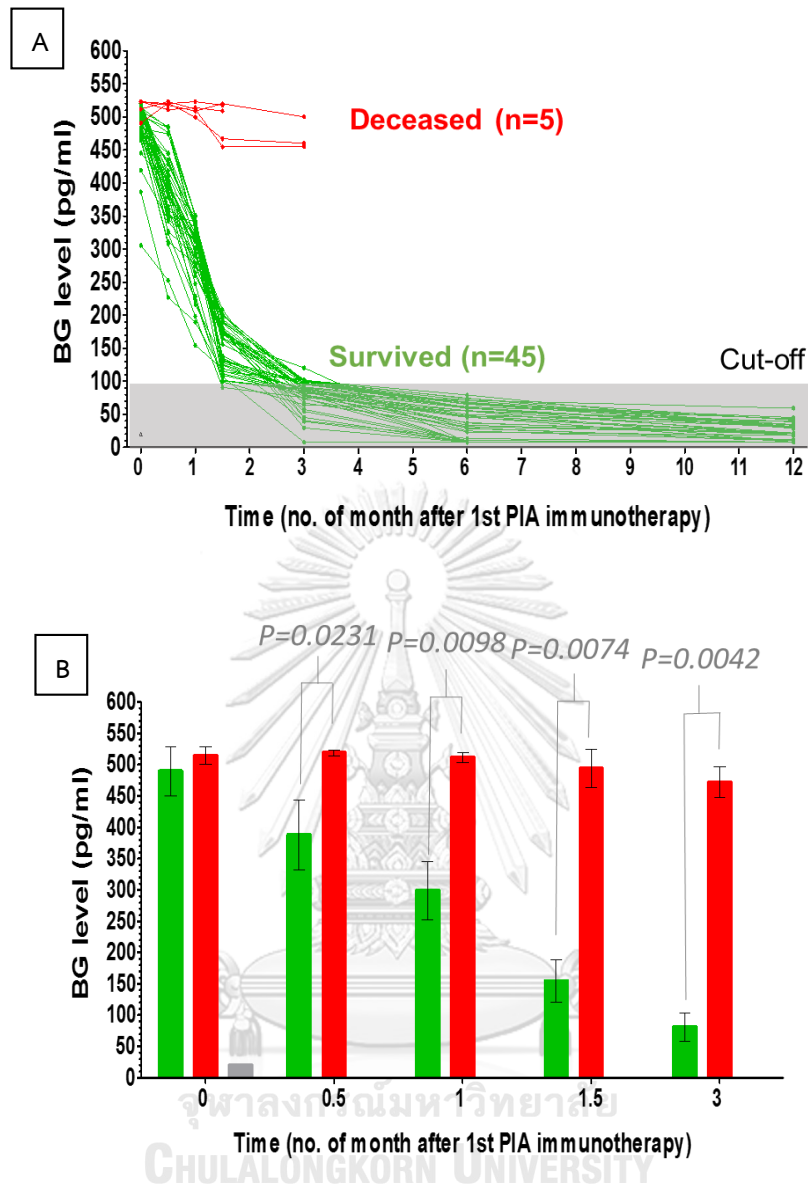 A
600
550
500
450
400
350
300
250
200
150
100
50
0
BG level (pg/ml)
Deceased (n=5)
Survived (n=45)
Cut-off
0 1 2 3 4 5 6 7 8 9 10 11 12
Time (no. of month after 1st PIA immunotherapy)
B
P=0.0231 P=0.0098 P=0.0074 P=0.0042
600
550
500
450
400
350
300
250
200
150
100
50
0
BG level (pg/ml)
0 0.5 1 1.5 3
จุฬาลงกรณ์มหาวิทยาลัย
Time (no. of month after 1st PIA immunotherapy)
CHULALONGKORN UNIVERSITY